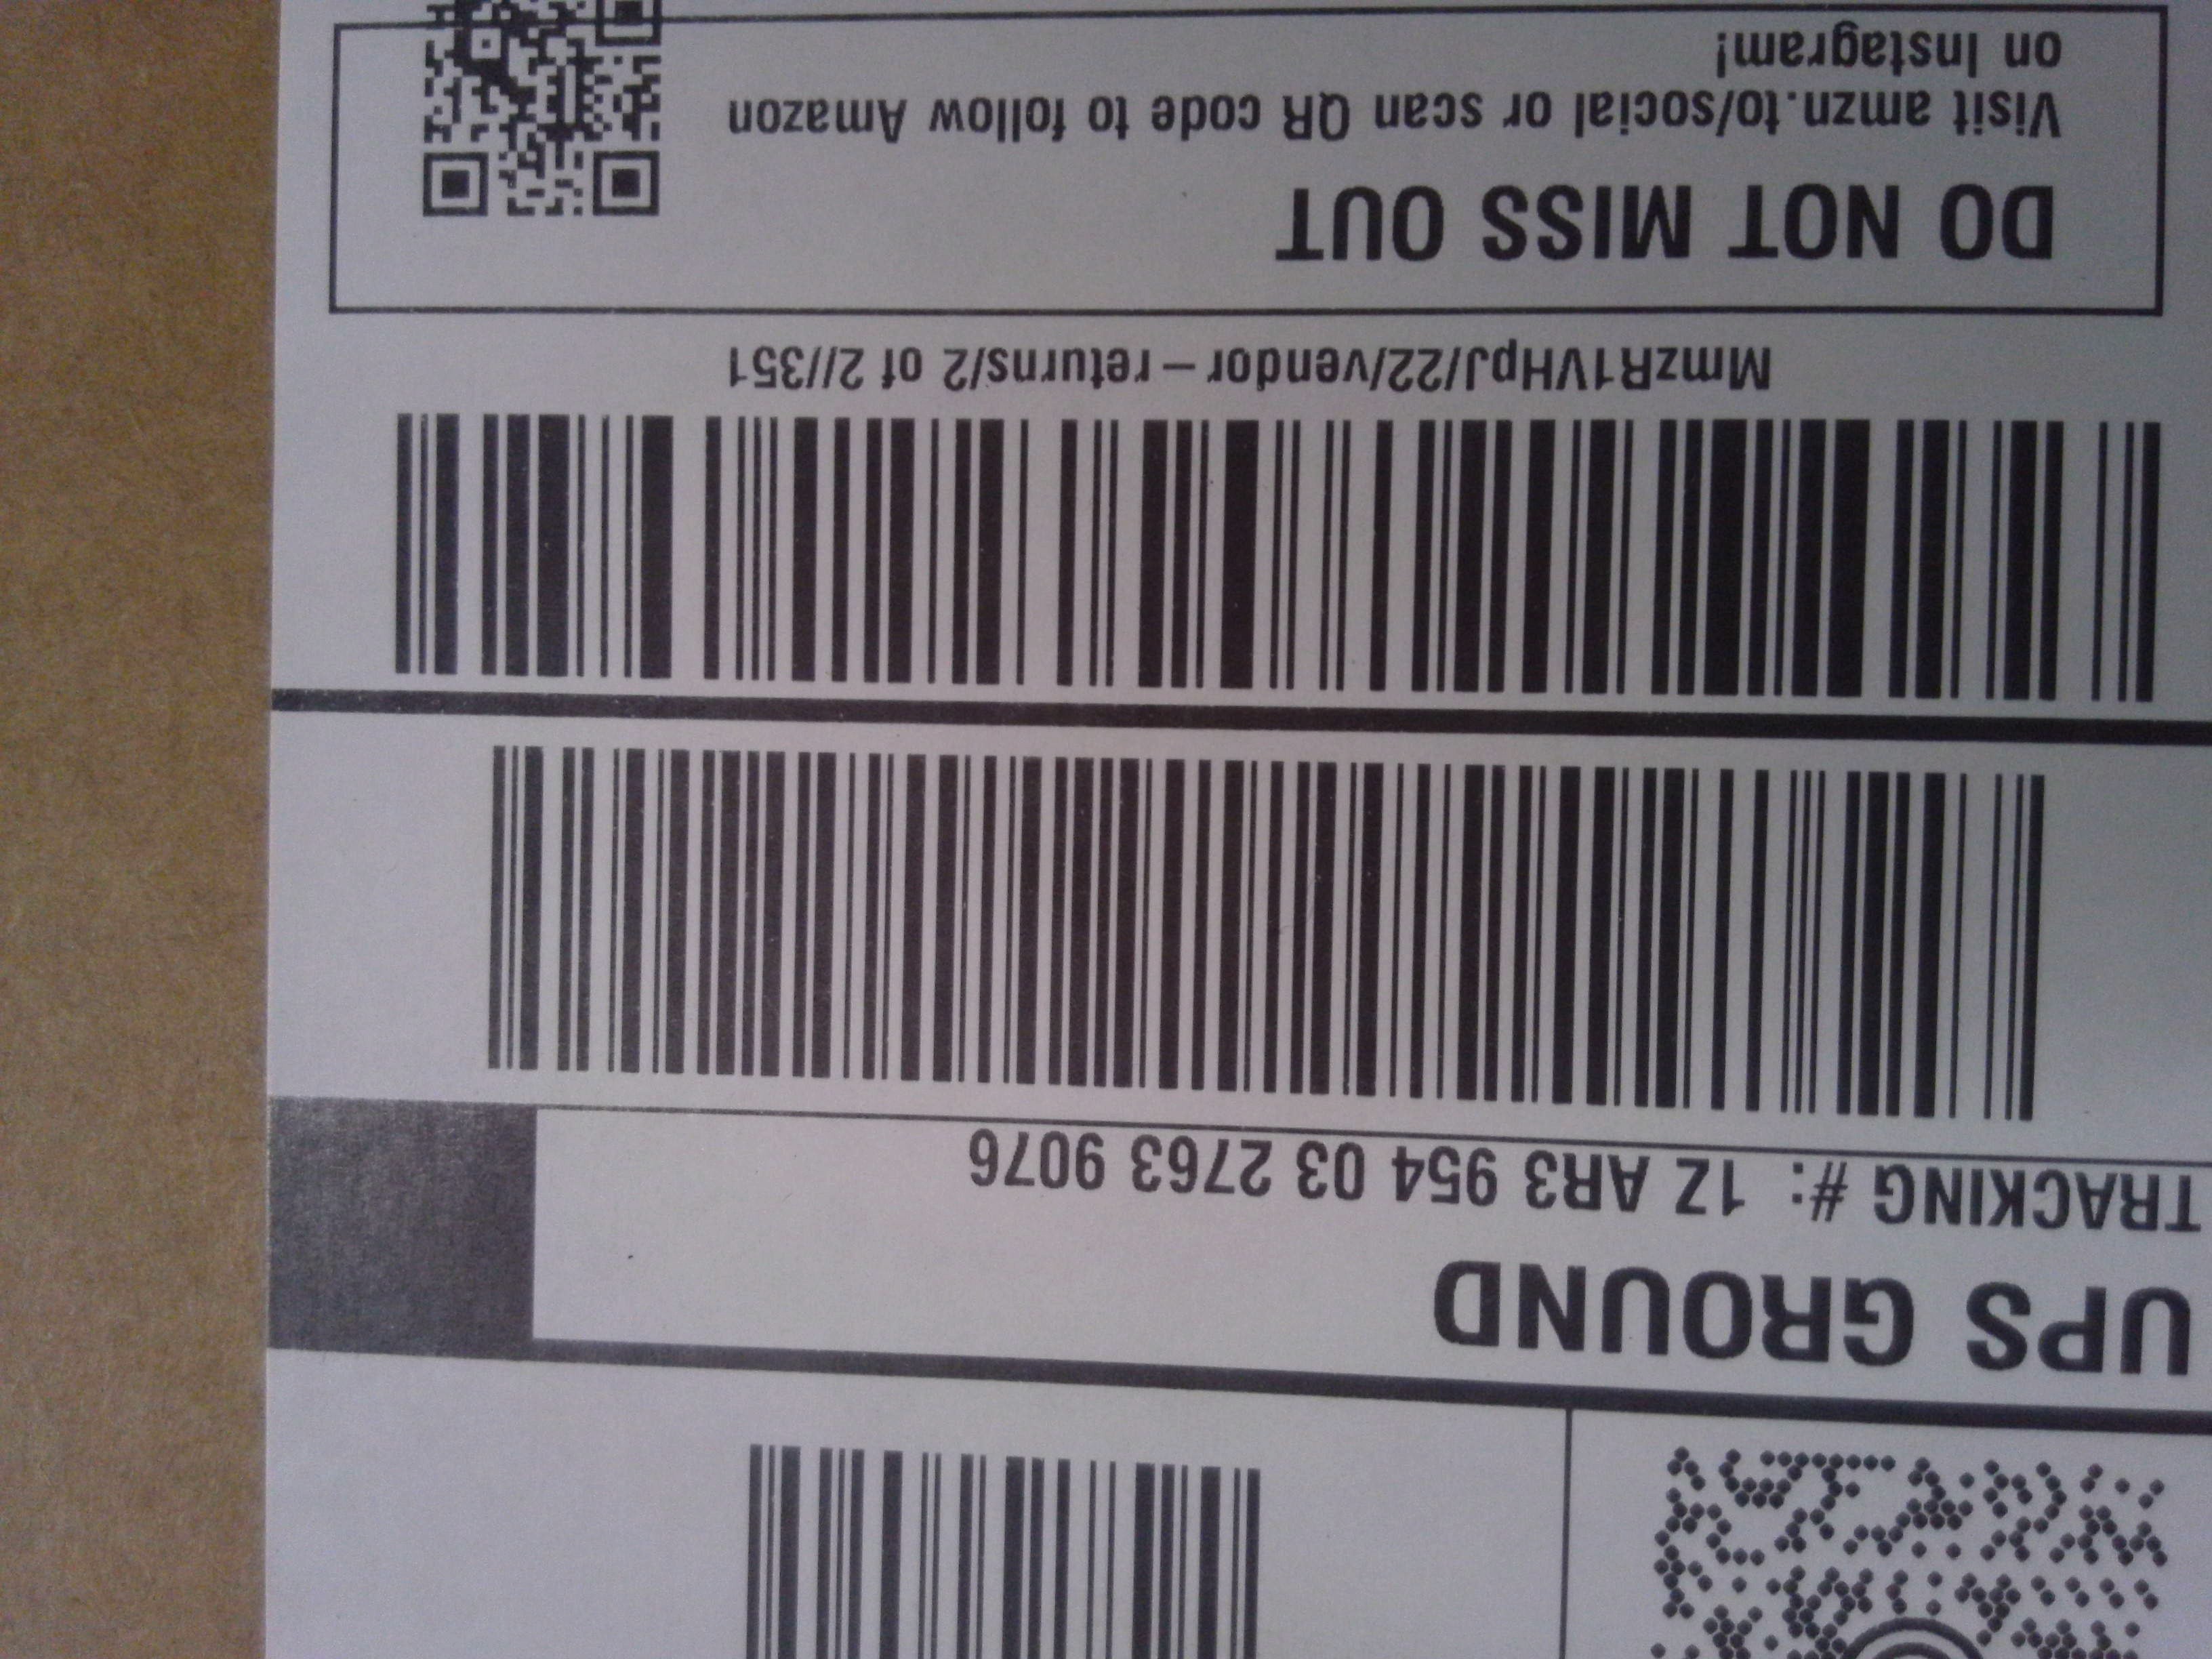 UPS GROUND
TRACKING #: 1Z AR3 954 03 2763 9076
MmzR1VHpJ/22/vendor-returns/2 of 2//351
DO NOT MISS OUT
Visit amzn.to/social or scan QR code to follow Amazon
on Instagram!